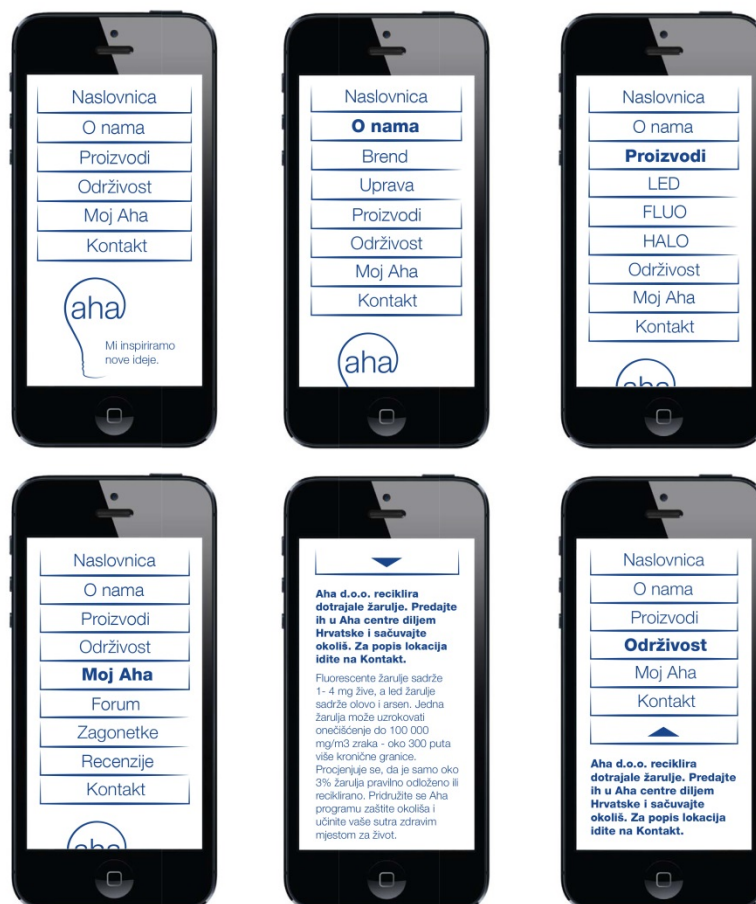 Naslovnica
O nama
Proizvodi
Održivost
Moj Aha
Kontakt
aha
Mi inspiriramo
nove ideje.
Naslovnica
O nama
Brend
Uprava
Proizvodi
Održivost
Moj Aha
Kontakt
aha
Naslovnica
O nama
Proizvodi
LED
FLUO
HALO
Održivost
Moj Aha
Kontakt
aha
Naslovnica
O nama
Proizvodi
Održivost
Moj Aha
Forum
Zagonetke
Recenzije
Kontakt
aha
Aha d.o.o. reciklira
dotrajale žarulje. Predajte
ih u Aha centre diljem
Hrvatske i sačuvajte
okoliš. Za popis lokacija
idite na Kontakt.
Fluorescente žarulje sadrže
1- 4 mg žive, a led žarulje
sadrže olovo i arsen. Jedna
žarulja može uzrokovati
onečišćenje do 100 000
mg/m3 zraka - oko 300 puta
više kronične granice.
Procjenjuje se, da je samo oko
3% žarulja pravilno odloženo ili
reciklirano. Pridružite se Aha
programu zaštite okoliša i
učinite vaše sutra zdravim
mjestom za život.
Naslovnica
O nama
Proizvodi
Održivost
Moj Aha
Kontakt
Aha d.o.o. reciklira
dotrajale žarulje. Predajte
ih u Aha centre diljem
Hrvatske i sačuvajte
okoliš. Za popis lokacija
idite na Kontakt.